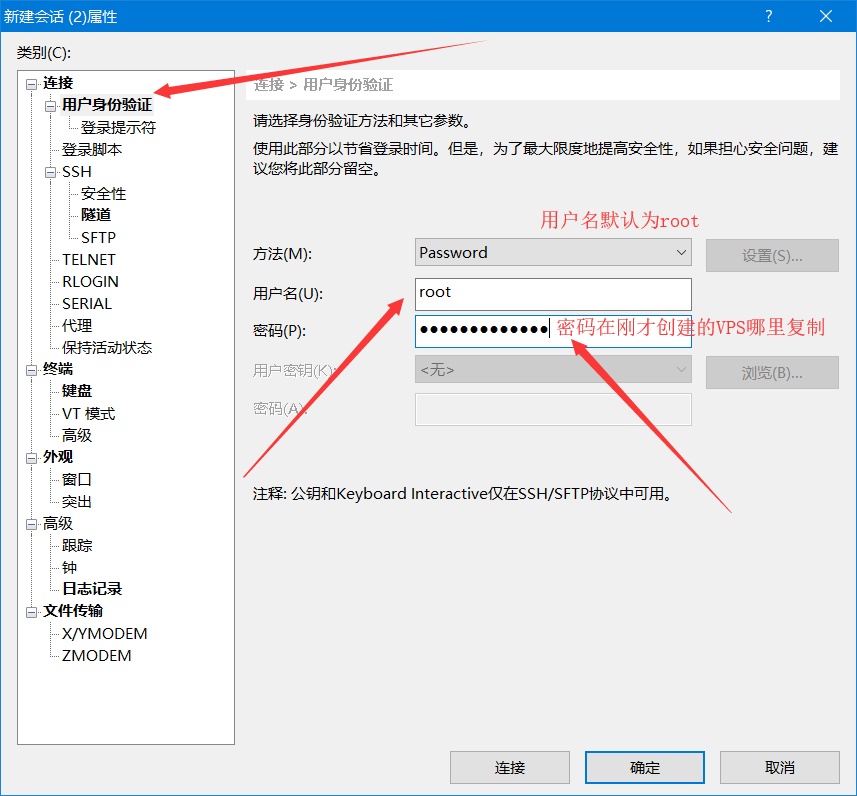 新建会话 (2)属性
?
类别(C):
连接
用户身份验证
登录提示符
登录脚本
SSH
安全性
隧道
SFTP
TELNET
RLOGIN
SERIAL
代理
保持活动状态
终端
键盘
VT 模式
高级
外观
窗口
突出
高级
跟踪
钟
日志记录
文件传输
X/YMODEM
ZMODEM
连接 > 用户身份验证
请选择身份验证方法和其它参数。
使用此部分以节省登录时间。但是，为了最大限度地提高安全性，如果担心安全问题，建
议您将此部分留空。
用户名默认为root
方法(M):
Password
设置(S)...
用户名(U):
root
密码(P):
●●●●●●●●●●●●●
密码在刚才创建的VPS哪里复制
用户密钥(K):
<无>
浏览(B)...
密码(A):
注释: 公钥和Keyboard Interactive仅在SSH/SFTP协议中可用。
连接
确定
取消